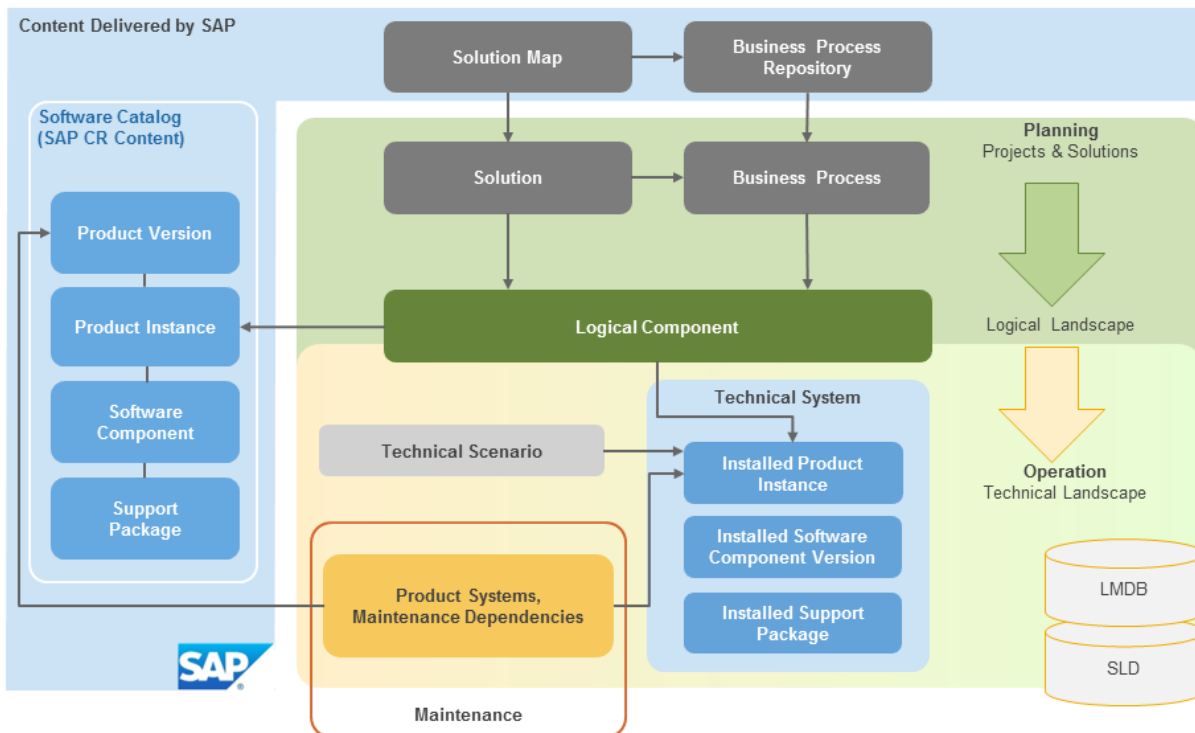 Content Delivered by SAP
Solution Map
Business Process
Repository
Software Catalog
(SAP CR Content)
Planning
Projects & Solutions
Solution
Business Process
Product Version
Product Instance
Logical Component
Logical Landscape
Software
Component
Technical System
Technical Scenario
Installed Product
Instance
Operation
Technical Landscape
Support
Package
Installed Software
Component Version
Product Systems,
Maintenance Dependencies
LMDB
Installed Support
Package
SAP
®
SLD
Maintenance